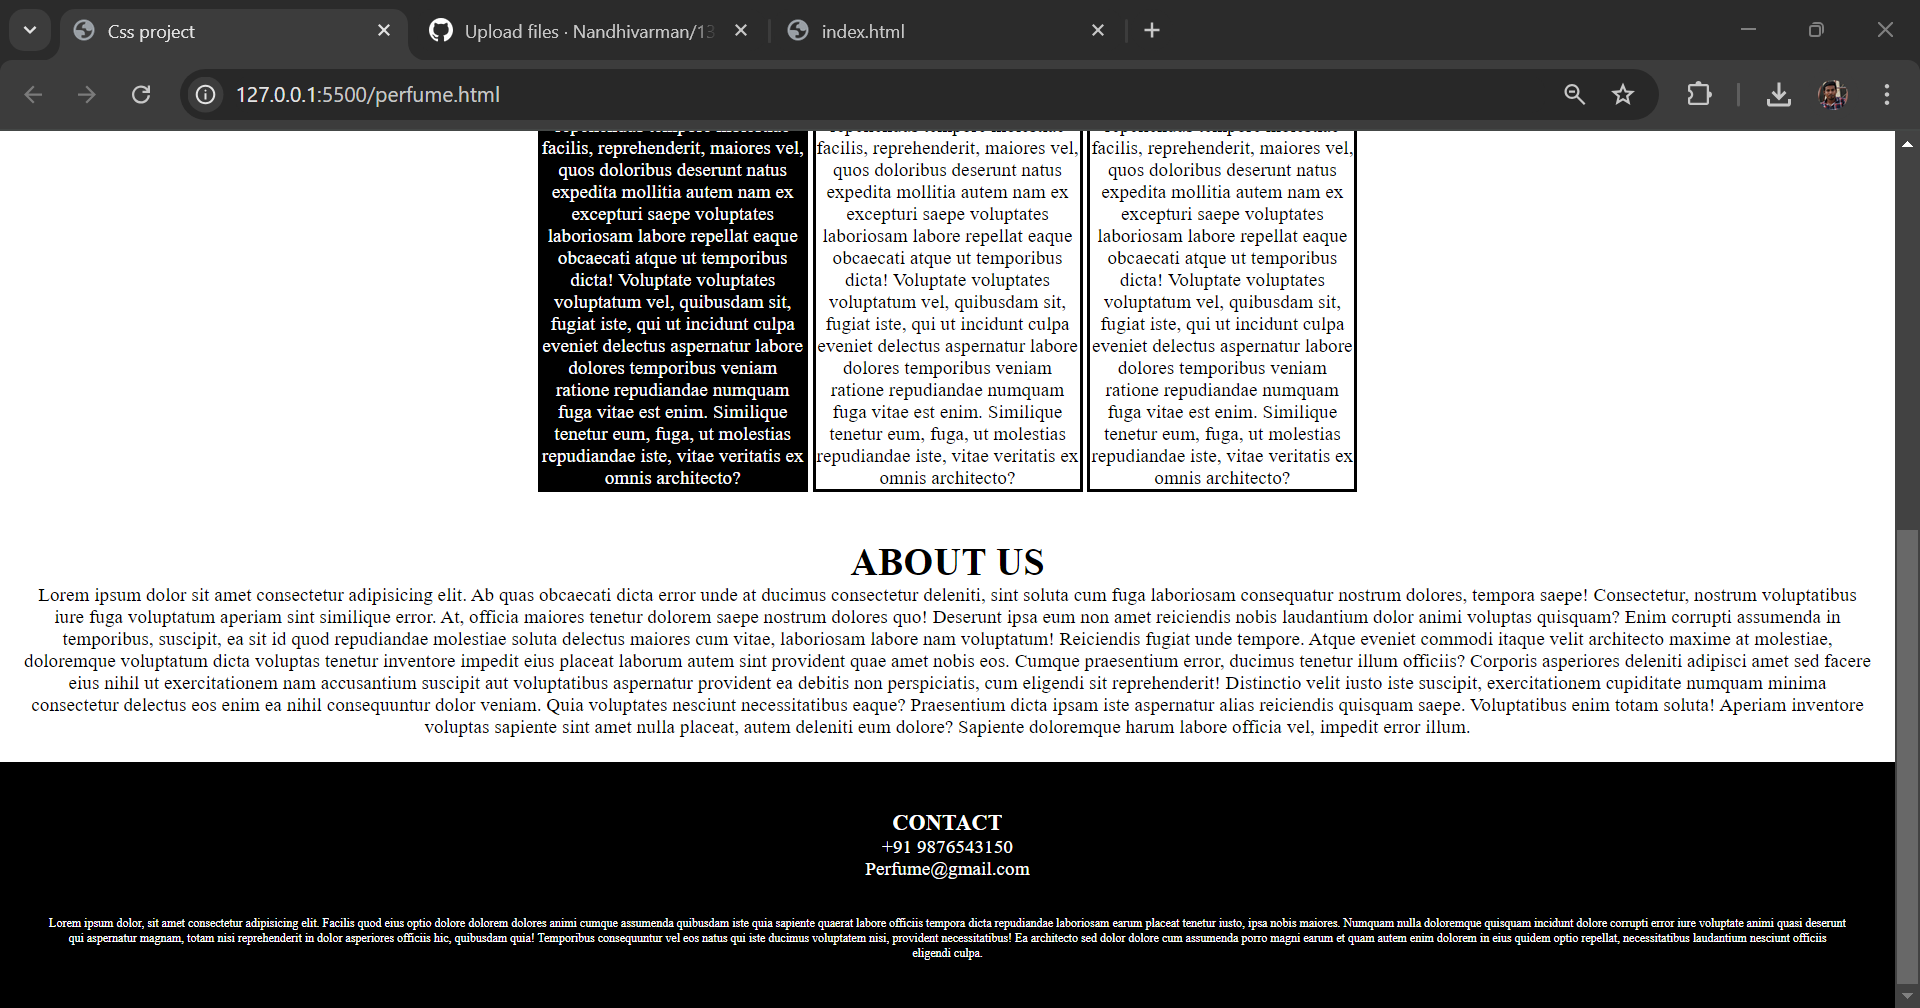 Css project
Upload files · Nandhivarman/13
index.html
127.0.0.1:5500/perfume.html
facilis, reprehenderit, maiores vel,
quos doloribus deserunt natus
expedita mollitia autem nam ex
excepturi saepe voluptates
laboriosam labore repellat eaque
obcaecati atque ut temporibus
dicta! Voluptate voluptates
voluptatum vel, quibusdam sit,
fugiat iste, qui ut incidunt culpa
eveniet delectus aspernatur labore
dolores temporibus veniam
ratione repudiandae numquam
fuga vitae est enim. Similique
tenetur eum, fuga, ut molestias
repudiandae iste, vitae veritatis ex
omnis architecto?
facilis, reprehenderit, maiores vel,
quos doloribus deserunt natus
expedita mollitia autem nam ex
excepturi saepe voluptates
laboriosam labore repellat eaque
obcaecati atque ut temporibus
dicta! Voluptate voluptates
voluptatum vel, quibusdam sit,
fugiat iste, qui ut incidunt culpa
eveniet delectus aspernatur labore
dolores temporibus veniam
ratione repudiandae numquam
fuga vitae est enim. Similique
tenetur eum, fuga, ut molestias
repudiandae iste, vitae veritatis ex
omnis architecto?
facilis, reprehenderit, maiores vel,
quos doloribus deserunt natus
expedita mollitia autem nam ex
excepturi saepe voluptates
laboriosam labore repellat eaque
obcaecati atque ut temporibus
dicta! Voluptate voluptates
voluptatum vel, quibusdam sit,
fugiat iste, qui ut incidunt culpa
eveniet delectus aspernatur labore
dolores temporibus veniam
ratione repudiandae numquam
fuga vitae est enim. Similique
tenetur eum, fuga, ut molestias
repudiandae iste, vitae veritatis ex
omnis architecto?
ABOUT US
Lorem ipsum dolor sit amet consectetur adipisicing elit. Ab quas obcaecati dicta error unde at ducimus consectetur deleniti, sint soluta cum fuga laboriosam consequatur nostrum dolores, tempora saepe! Consectetur, nostrum voluptatibus
iure fuga voluptatum aperiam sint similique error. At, officia maiores tenetur dolorem saepe nostrum dolores quo! Deserunt ipsa eum non amet reiciendis nobis laudantium dolor animi voluptas quisquam? Enim corrupti assumenda in
temporibus, suscipit, ea sit id quod repudiandae molestiae soluta delectus maiores cum vitae, laboriosam labore nam voluptatum! Reiciendis fugiat unde tempore. Atque eveniet commodi itaque velit architecto maxime at molestiae,
doloremque voluptatum dicta voluptas tenetur inventore impedit eius placeat laborum autem sint provident quae amet nobis eos. Cumque praesentium error, ducimus tenetur illum officiis? Corporis asperiores deleniti adipisci amet sed facere
eius nihil ut exercitationem nam accusantium suscipit aut voluptatibus aspernatur provident ea debitis non perspiciatis, cum eligendi sit reprehenderit! Distinctio velit iusto iste suscipit, exercitationem cupiditate numquam minima
consectetur delectus eos enim ea nihil consequuntur dolor veniam. Quia voluptates nesciunt necessitatibus eaque? Praesentium dicta ipsam iste aspernatur alias reiciendis quisquam saepe. Voluptatibus enim totam soluta! Aperiam inventore
voluptas sapiente sint amet nulla placeat, autem deleniti eum dolore? Sapiente doloremque harum labore officia vel, impedit error illum.
CONTACT
+91 9876543150
Perfume@gmail.com
Lorem ipsum dolor, sit amet consectetur adipisicing elit. Facilis quod eius optio dolore dolorem dolores animi cumque assumenda quibusdam iste quia sapiente quaerat labore officiis tempora dicta repudiandae laboriosam earum placeat tenetur iusto, ipsa nobis maiores. Numquam nulla doloremque quisquam incidunt dolore corrupti error iure voluptate animi quasi deserunt
qui aspernatur magnam, totam nisi reprehenderit in dolor asperiores officiis hic, quibusdam quia! Temporibus consequuntur vel eos natus qui iste ducimus voluptatem nisi, provident necessitatibus! Ea architecto sed dolor dolore cum assumenda porro magni earum et quam autem enim dolorem in eius quidem optio repellat, necessitatibus laudantium nesciunt officiis
eligendi culpa.